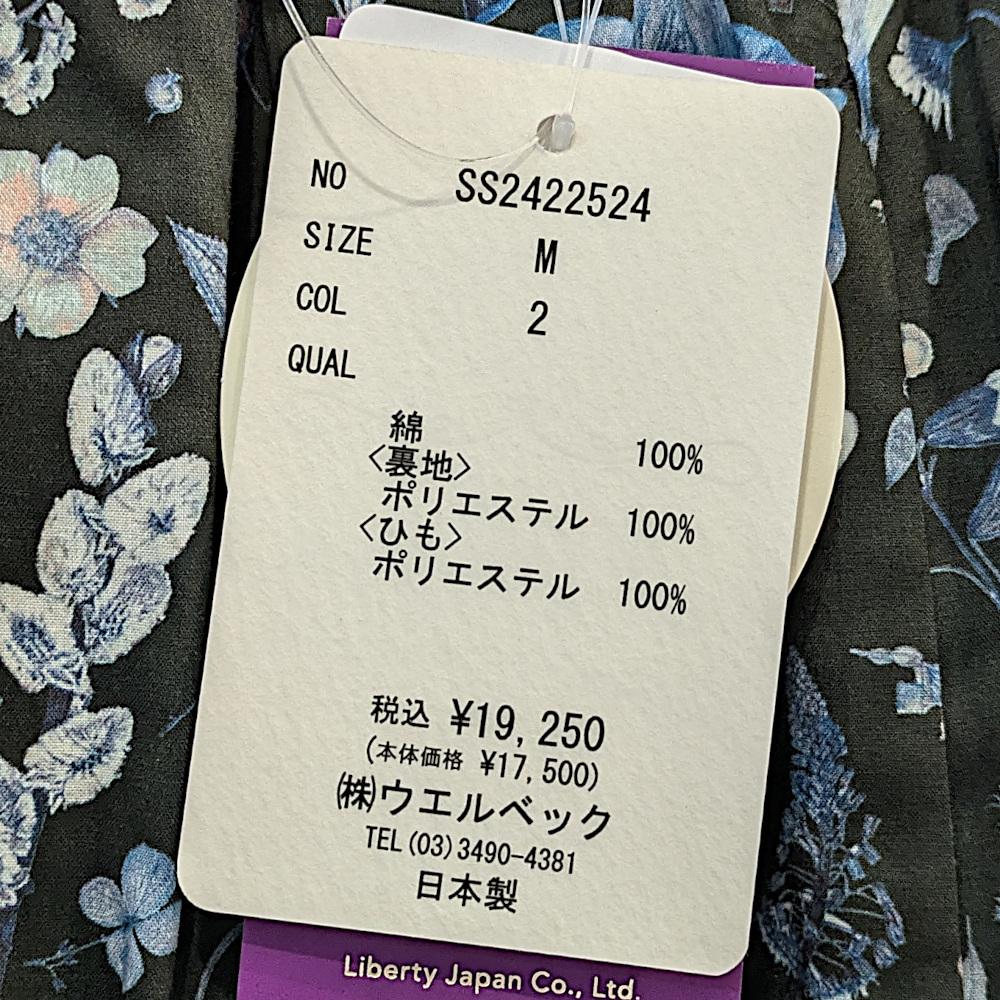 NO SS2422524
SIZE M
COL 2
QUAL
綿 100%
〈裏地〉
ポリエステル 100%
〈ひも〉
ポリエステル 100%
税込 ¥19,250
(本体価格 ¥17,500)
㈱ウエルベック
TEL(03)3490-4381
日本製
Liberty Japan Co., Ltd.